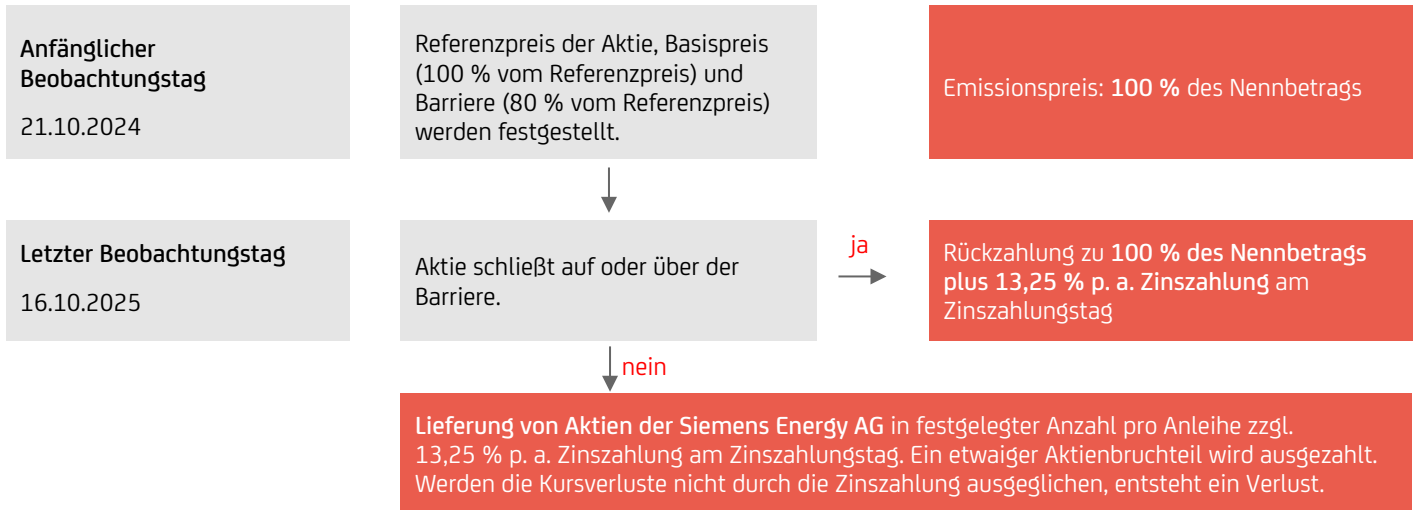 Anfänglicher
Beobachtungstag
21.10.2024
Referenzpreis der Aktie, Basispreis
(100 % vom Referenzpreis) und
Barriere (80 % vom Referenzpreis)
werden festgestellt.
Emissionspreis: 100 % des Nennbetrags
Letzter Beobachtungstag
16.10.2025
Aktie schließt auf oder über der
Barriere.
ja
Rückzahlung zu 100 % des Nennbetrags
plus 13,25 % p. a. Zinszahlung am
Zinszahlungstag
nein
Lieferung von Aktien der Siemens Energy AG in festgelegter Anzahl pro Anleihe zzgl.
13,25 % p. a. Zinszahlung am Zinszahlungstag. Ein etwaiger Aktienbruchteil wird ausgezahlt.
Werden die Kursverluste nicht durch die Zinszahlung ausgeglichen, entsteht ein Verlust.